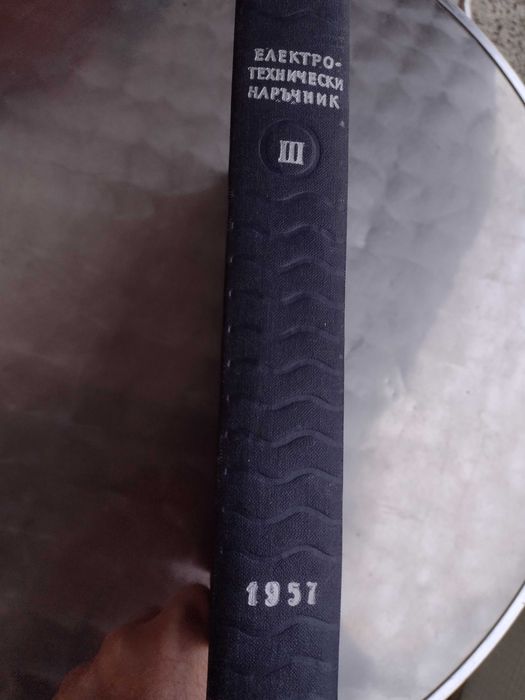 ЕЛЕКТРО-
ТЕХНИЧЕСКИ
НАРЪЧНИК
III
1957